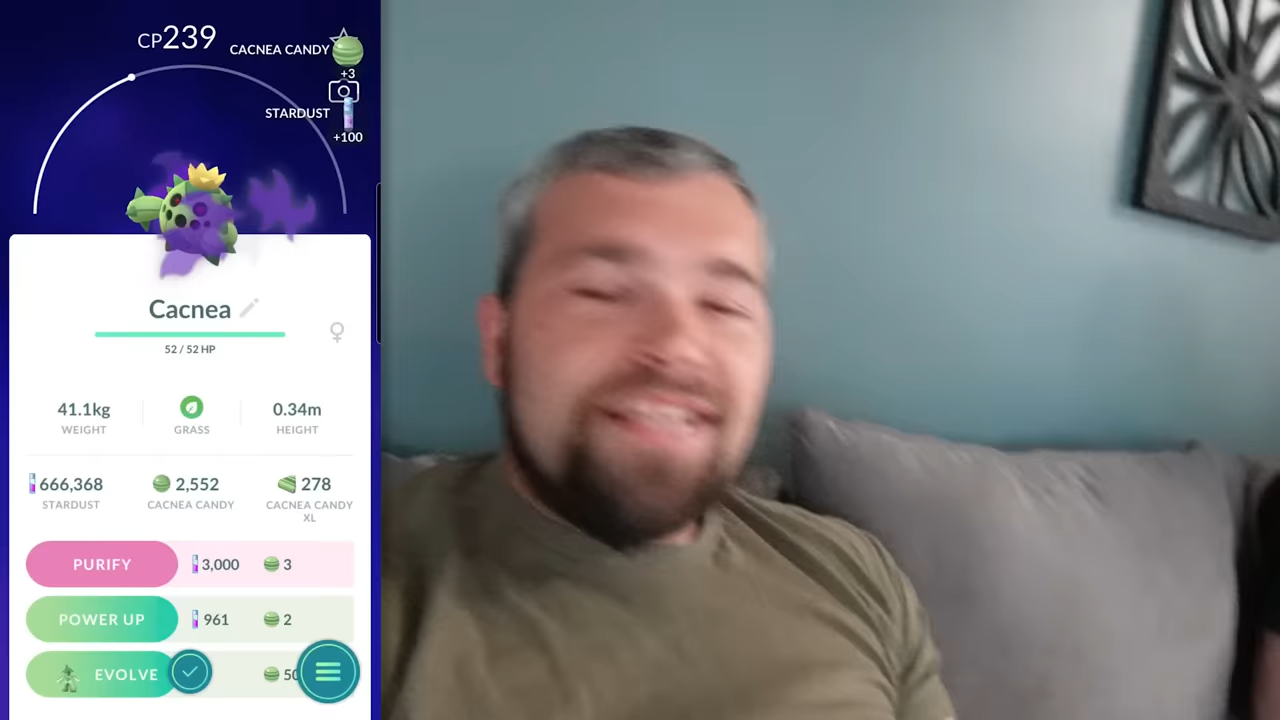 CP239
CACNEA CANDY
+3
STARDUST
+100
Cacnea
52 / 52 HP
41.1kg
WEIGHT
GRASS
0.34m
HEIGHT
666,368
STARDUST
2,552
CACNEA CANDY
278
CACNEA CANDY
XL
PURIFY 3,000 3
POWER UP 961 2
EVOLVE 50